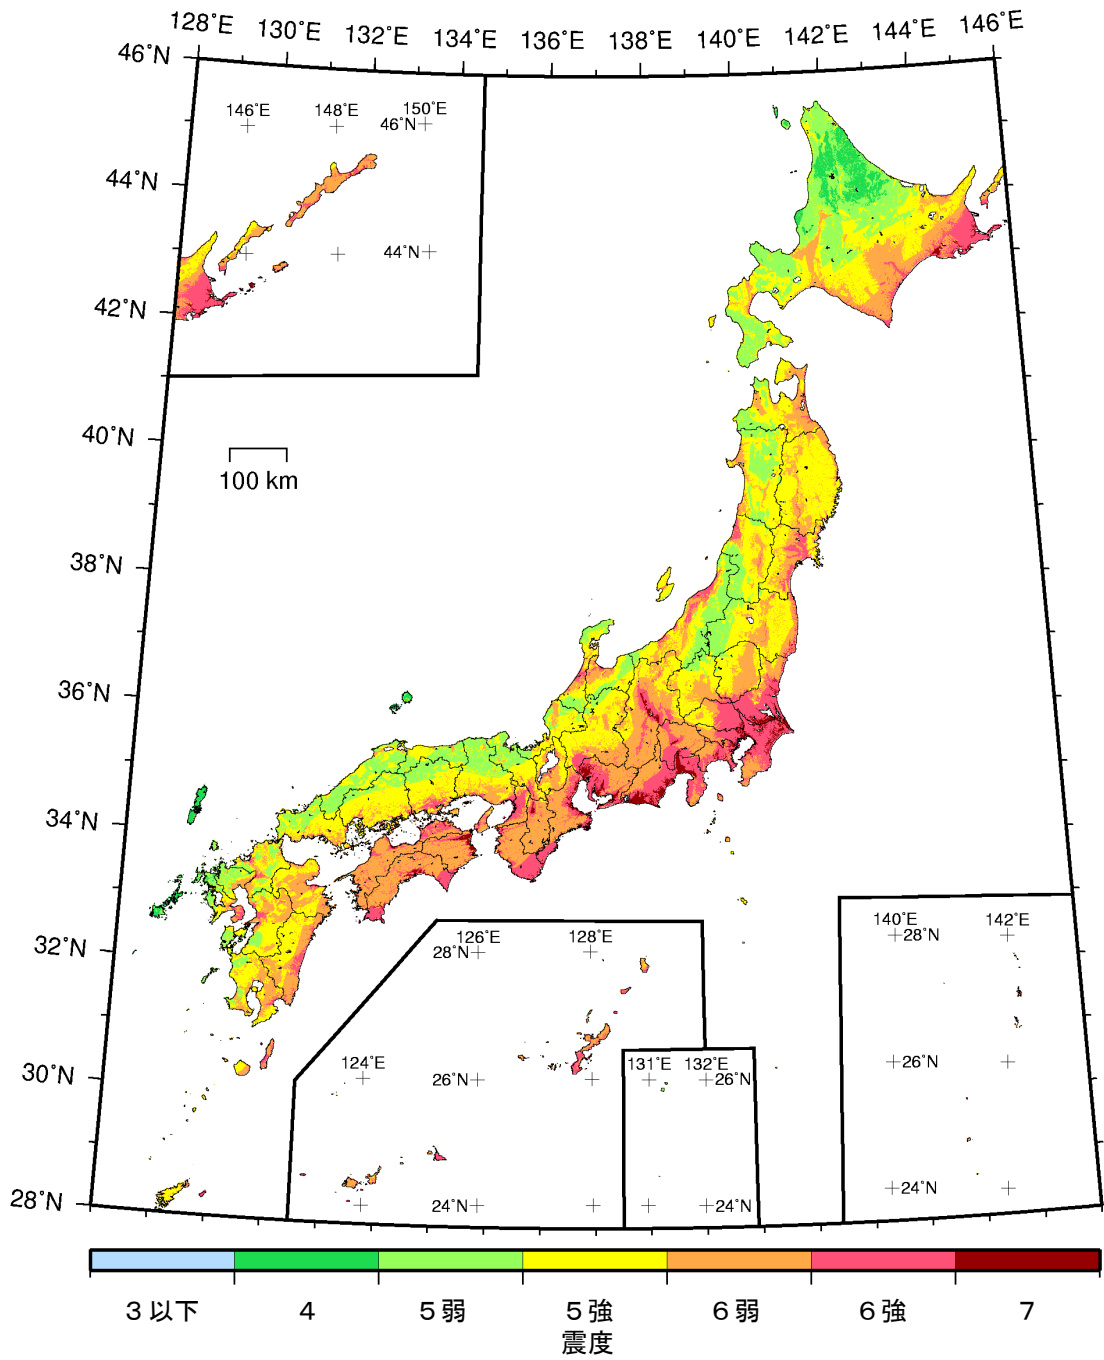 128°E 130°E 132°E 134°E 136°E 138°E 140°E 142°E 144°E 146°E
46°N
146°E 148°E 150°E
46°N
44°N
44°N
42°N
40°N
100 km
38°N
36°N
34°N
32°N
126°E 128°E
28°N
140°E 142°E
28°N
30°N
124°E
26°N
131°E 132°E
26°N
26°N
28°N
24°N
24°N
24°N
3以下 4 5弱 5強 6弱 6強 7
震度